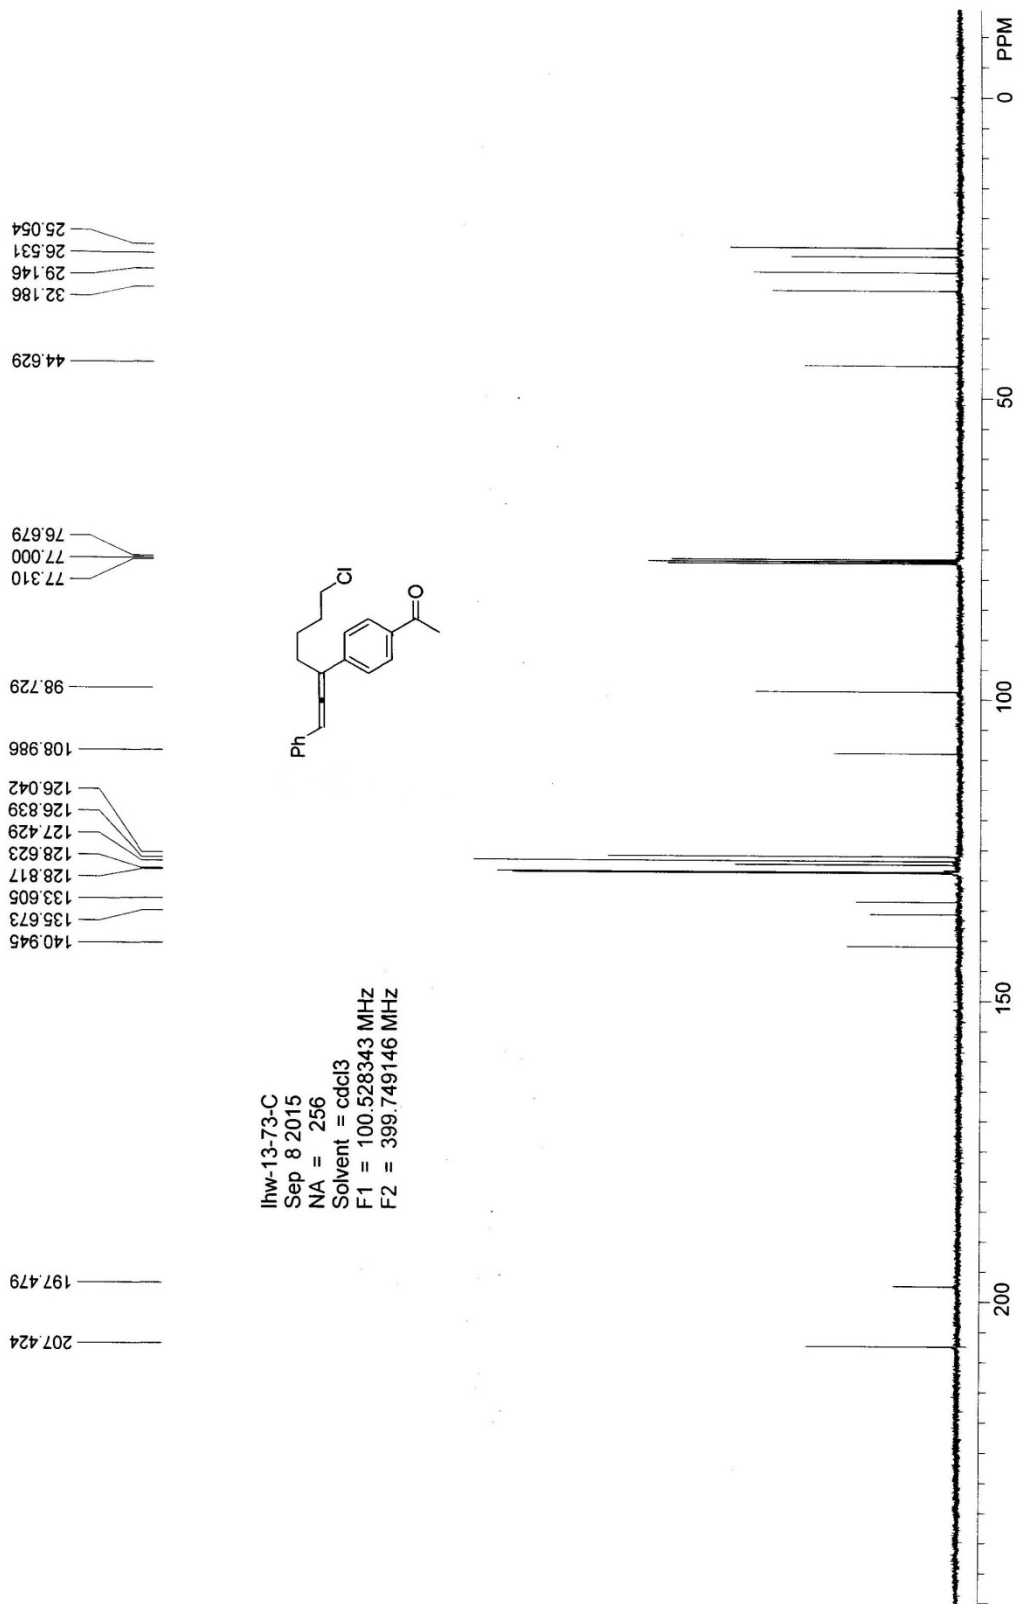 207.424
197.479
140.945
135.673
133.605
128.817
128.623
127.429
126.839
126.042
108.986
98.729
77.310
77.000
76.679
44.629
32.186
29.146
26.531
25.054
lhw-13-73-C
Sep 8 2015
NA = 256
Solvent = cdcl3
F1 = 100.528343 MHz
F2 = 399.749146 MHz
Ph
Cl
O
200
150
100
50
0
PPM